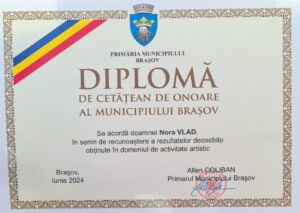 PRIMĂRIA MUNICIPIULUI
BRAȘOV
DIPLOMĂ
DE CETĂȚEAN DE ONOARE
AL MUNICIPIULUI BRAȘOV
Se acordă doamnei Nora VLAD,
în semn de recunoaștere a rezultatelor deosebite
obținute în domeniul de activitate artistic
Brașov,
Iunie 2024
Allen COLIBAN
Primarul Municipiului Brașov